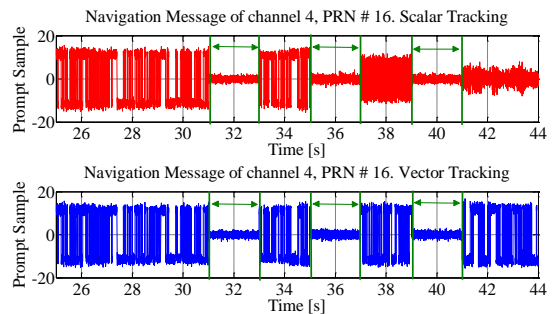 Navigation Message of channel 4, PRN # 16. Scalar Tracking
Prompt Sample
20
0
-20
26 28 30 32 34 36 38 40 42 44
Time [s]
Navigation Message of channel 4, PRN # 16. Vector Tracking
Prompt Sample
20
0
-20
26 28 30 32 34 36 38 40 42 44
Time [s]